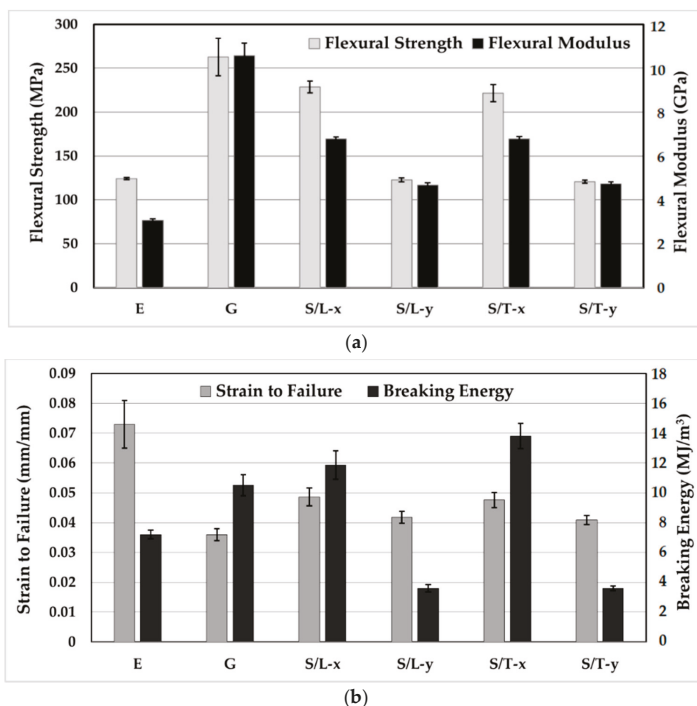 300
250
200
150
100
50
0
Flexural Strength (MPa)
Flexural Strength
Flexural Modulus
12
10
8
6
4
2
0
Flexural Modulus (GPa)
E G S/L-x S/L-y S/T-x S/T-y
(a)
0.09
0.08
0.07
0.06
0.05
0.04
0.03
0.02
0.01
0
Strain to Failure (mm/mm)
Strain to Failure
Breaking Energy
18
16
14
12
10
8
6
4
2
0
Breaking Energy (MJ/m³)
E G S/L-x S/L-y S/T-x S/T-y
(b)